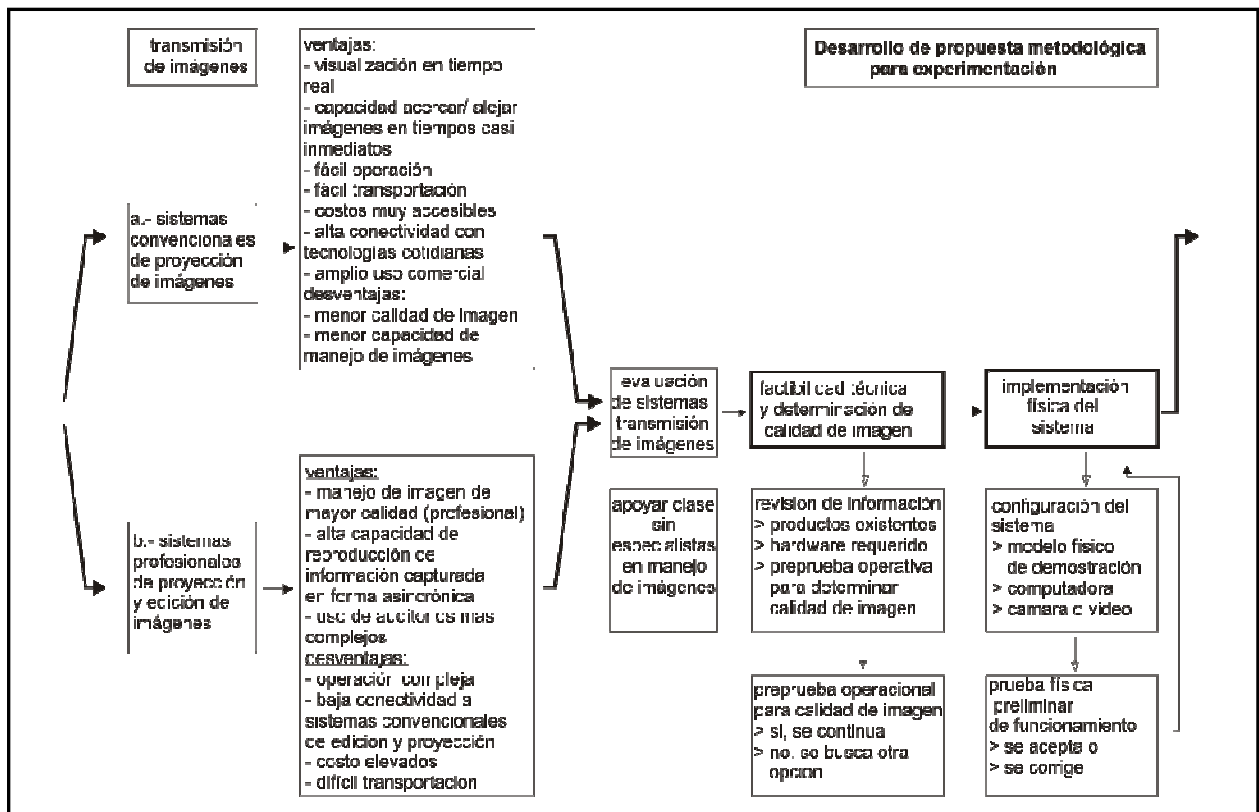 transmisión
de imágenes
ventajas:
- visualización en tiempo
real
- capacidad acercar/ alejar
imágenes en tiempos casi
inmediatos
- fácil operación
- fácil transportación
- costos muy accesibles
- alta conectividad con
tecnologías cotidianas
- amplio uso comercial
desventajas:
- menor calidad de imagen
- menor capacidad de
manejo de imágenes
Desarrollo de propuesta metodológica
para experimentación
a.- sistemas
convencionales
de proyección
de imágenes
b.- sistemas
profesionales
de proyección
y edición de
imágenes
ventajas:
- manejo de imagen de
mayor calidad (profesional)
- alta capacidad de
reproducción de
información capturada
en forma asincrónica
- uso de auditorios mas
complejos
desventajas:
- operación compleja
- baja conectividad a
sistemas convencionales
de edicion y proyección
- costo elevados
- difícil transportacion
evaluación
de sistemas
transmisión
de imágenes
apoyar clase
sin
especialistas
en manejo
de imágenes
factibilidad técnica
y determinación de
calidad de imagen
revision de información
> productos existentes
> hardware requerido
> preprueba operativa
para determinar
calidad de imagen
preprueba operacional
para calidad de imagen
> si, se continua
> no, se busca otra
opcion
implementación
física del
sistema
configuración del
sistema
> modelo físico
de demostración
> computadora
> camara o video
prueba física
preliminar
de funcionamiento
> se acepta o
> se corrige